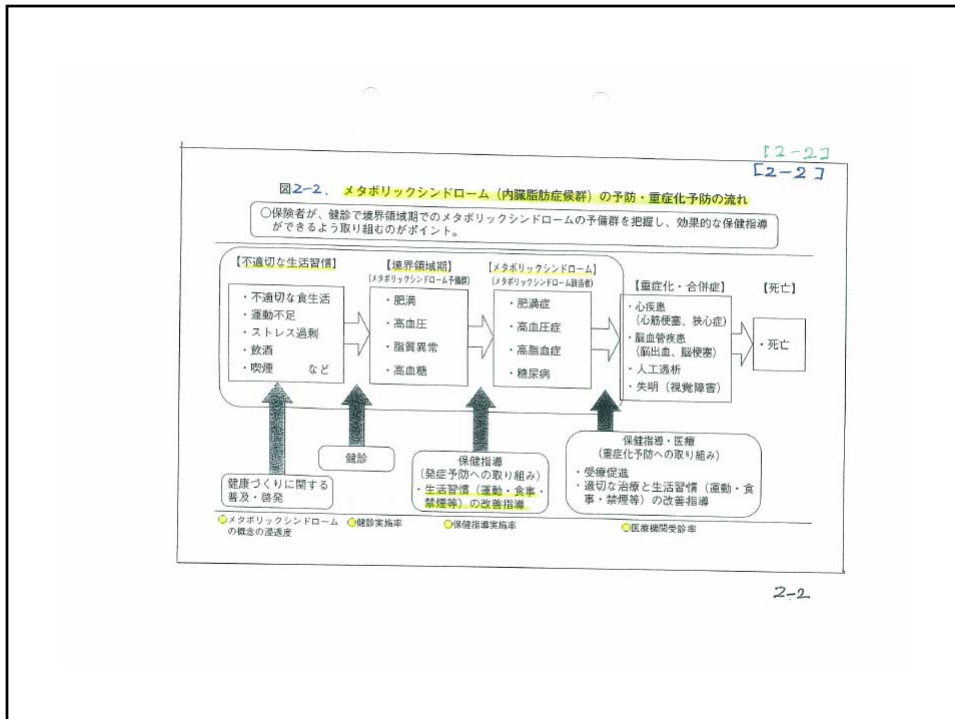 [2-2]
[2-2]
図2-2. メタボリックシンドローム（内臓脂肪症候群）の予防・重症化予防の流れ
○保険者が、健診で境界領域期でのメタボリックシンドロームの予備群を把握し、効果的な保健指導
ができるよう取り組むのがポイント。
【不適切な生活習慣】
・不適切な食生活
・運動不足
・ストレス過剰
・飲酒
・喫煙　など
【境界領域期】
(メタボリックシンドローム予備群)
・肥満
・高血圧
・脂質異常
・高血糖
【メタボリックシンドローム】
(メタボリックシンドローム該当者)
・肥満症
・高血圧症
・高脂血症
・糖尿病
【重症化・合併症】
・心疾患
（心筋梗塞、狭心症）
・脳血管疾患
（脳出血、脳梗塞）
・人工透析
・失明（視覚障害）
【死亡】
・死亡
健康づくりに関する
普及・啓発
健診
保健指導
（発症予防への取り組み）
・生活習慣（運動・食事・
禁煙等）の改善指導
保健指導・医療
（重症化予防への取り組み）
・受療促進
・適切な治療と生活習慣（運動・食
事・禁煙等）の改善指導
○メタボリックシンドローム
の概念の浸透度
○健診実施率
○保健指導実施率
○医療機関受診率
2-2